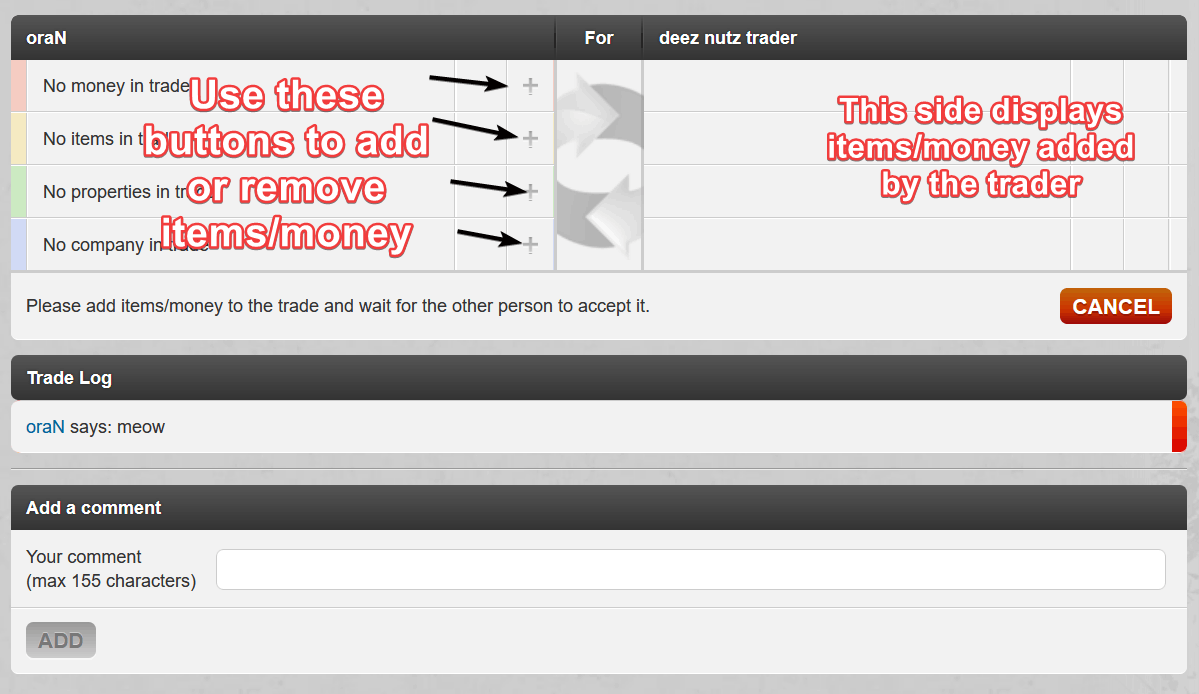 oraN
For
deez nutz trader
No money in trade
No items in
No properties in
No company in trade
Use these
buttons to add
or remove
items/money
This side displays
items/money added
by the trader
Please add items/money to the trade and wait for the other person to accept it.
CANCEL
Trade Log
oraN says: meow
Add a comment
Your comment
(max 155 characters)
ADD